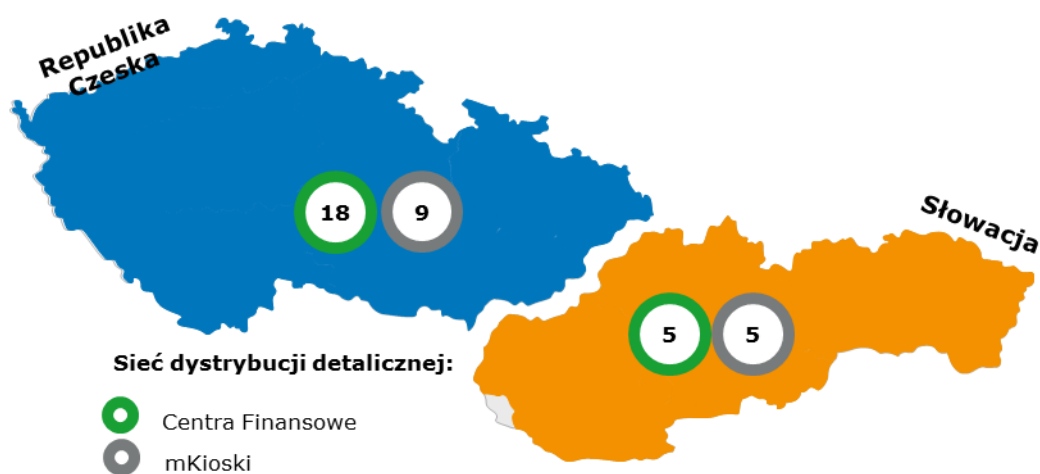 Republika
Czeska
18
9
Słowacja
5
5
Sieć dystrybucji detalicznej:
Centra Finansowe
mKioski